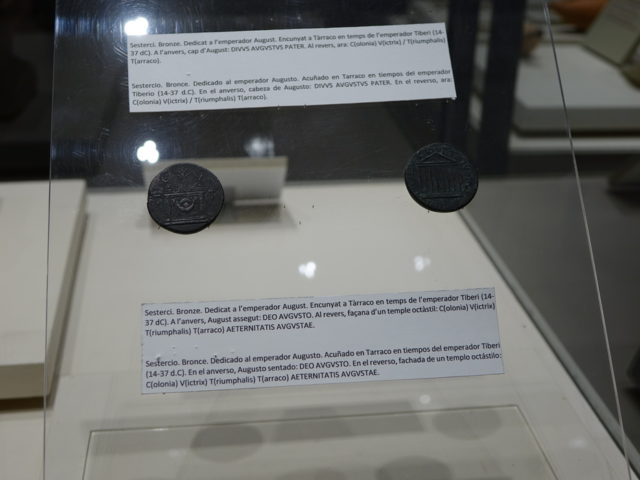 Sesterci. Bronze. Dedicat a l'emperador August. Encunyat a Tàrraco en temps de l'emperador Tiberi (14-
37 dC). A l'anvers, cap d'August: DIVVS AVGVSTVS PATER. Al revers, ara: C(olonia) V(ictrix) / T(riumphalis)
T(arraco).
Sestercio. Bronce. Dedicado al emperador Augusto. Acuñado en Tarraco en tiempos del emperador
Tiberio (14-37 d.C). En el anverso, cabeza de Augusto: DIVVS AVGVSTVS PATER. En el reverso, ara:
C(olonia) V(ictrix) / T(riumphalis) T(arraco).
Sesterci. Bronze. Dedicat a l'emperador August. Encunyat a Tàrraco en temps de l'emperador Tiberi (14-
37 dC). A l'anvers, August assegut: DEO AVGVSTO. Al revers, façana d'un temple octàstil: C(olonia) V(ictrix)
T(riumphalis) T(arraco) AETERNITATIS AVGVSTAE.
Sestercio. Bronce. Dedicado al emperador Augusto. Acuñado en Tarraco en tiempos del emperador Tiberi
(14-37 d.C). En el anverso, Augusto sentado: DEO AVGVSTO. En el reverso, fachada de un templo octástilo:
C(olonia) V(ictrix) T(riumphalis) T(arraco) AETERNITATIS AVGVSTAE.